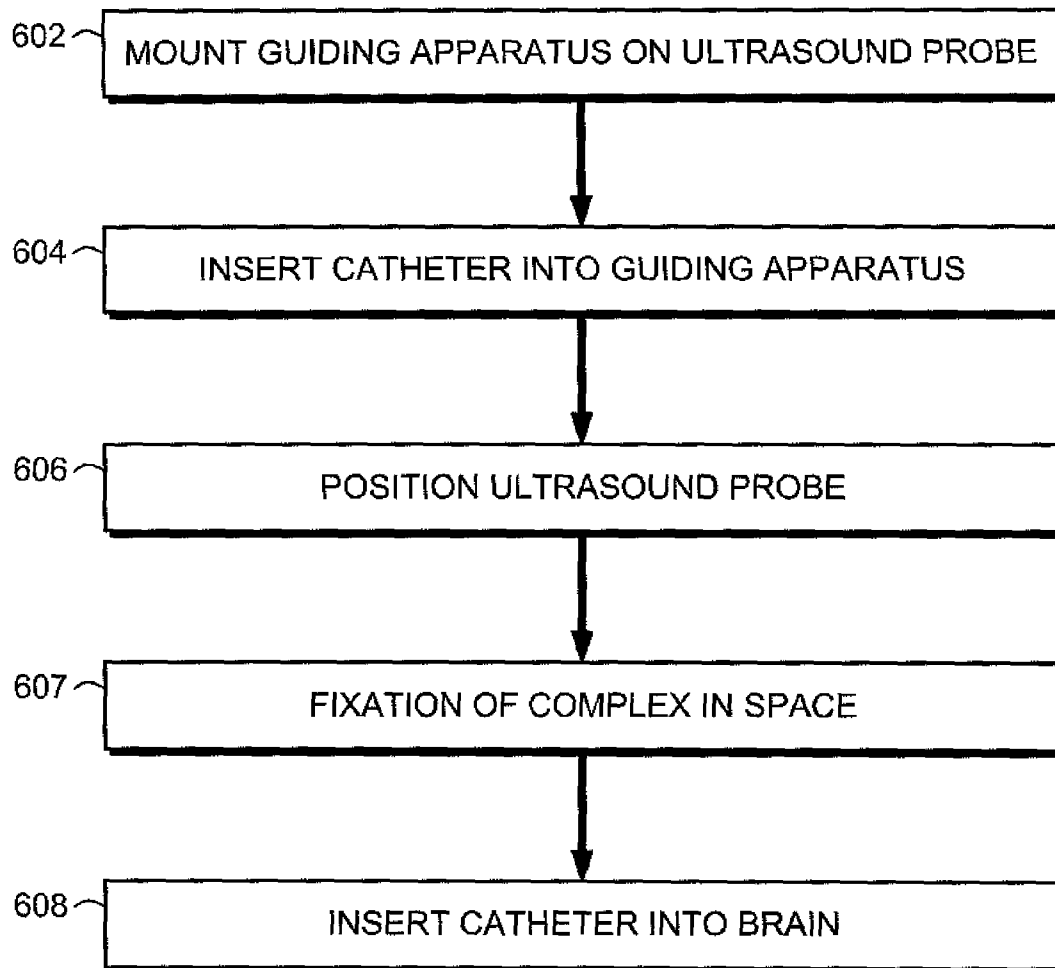 602 MOUNT GUIDING APPARATUS ON ULTRASOUND PROBE
604 INSERT CATHETER INTO GUIDING APPARATUS
606 POSITION ULTRASOUND PROBE
607 FIXATION OF COMPLEX IN SPACE
608 INSERT CATHETER INTO BRAIN